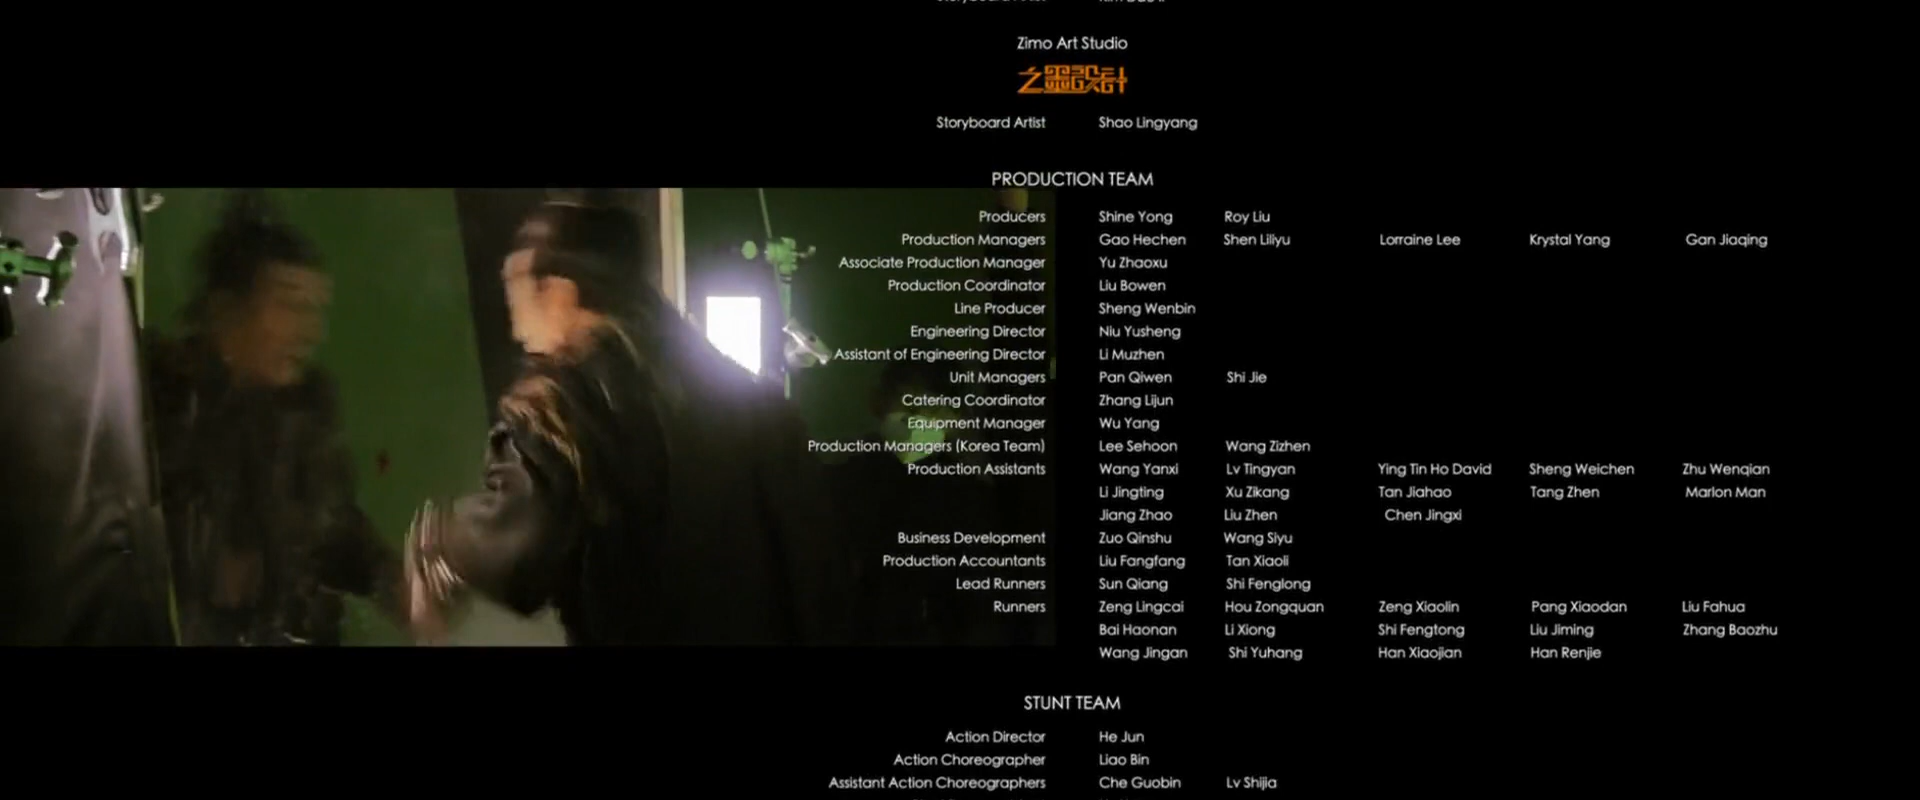 Zimo Art Studio
之墨設計
Storyboard Artist Shao Lingyang
PRODUCTION TEAM
Producers Shine Yong Roy Liu
Production Managers Gao Hechen Shen Liliyu Lorraine Lee Krystal Yang Gan Jiaqing
Associate Production Manager Yu Zhaoxu
Production Coordinator Liu Bowen
Line Producer Sheng Wenbin
Engineering Director Niu Yusheng
Assistant of Engineering Director Li Muzhen
Unit Managers Pan Qiwen Shi Jie
Catering Coordinator Zhang Lijun
Equipment Manager Wu Yang
Production Managers (Korea Team) Lee Sehoon Wang Zizhen
Production Assistants Wang Yanxi Lv Tingyan Ying Tin Ho David Sheng Weichen Zhu Wenqian
Li Jingting Xu Zikang Tan Jiahao Tang Zhen Marlon Man
Jiang Zhao Liu Zhen Chen Jingxi
Business Development Zuo Qinshu Wang Siyu
Production Accountants Liu Fangfang Tan Xiaoli
Lead Runners Sun Qiang Shi Fenglong
Runners Zeng Lingcai Hou Zongquan Zeng Xiaolin Pang Xiaodan Liu Fahua
Bai Haonan Li Xiong Shi Fengtong Liu Jiming Zhang Baozhu
Wang Jingan Shi Yuhang Han Xiaojian Han Renjie
STUNT TEAM
Action Director He Jun
Action Choreographer Liao Bin
Assistant Action Choreographers Che Guobin Lv Shijia